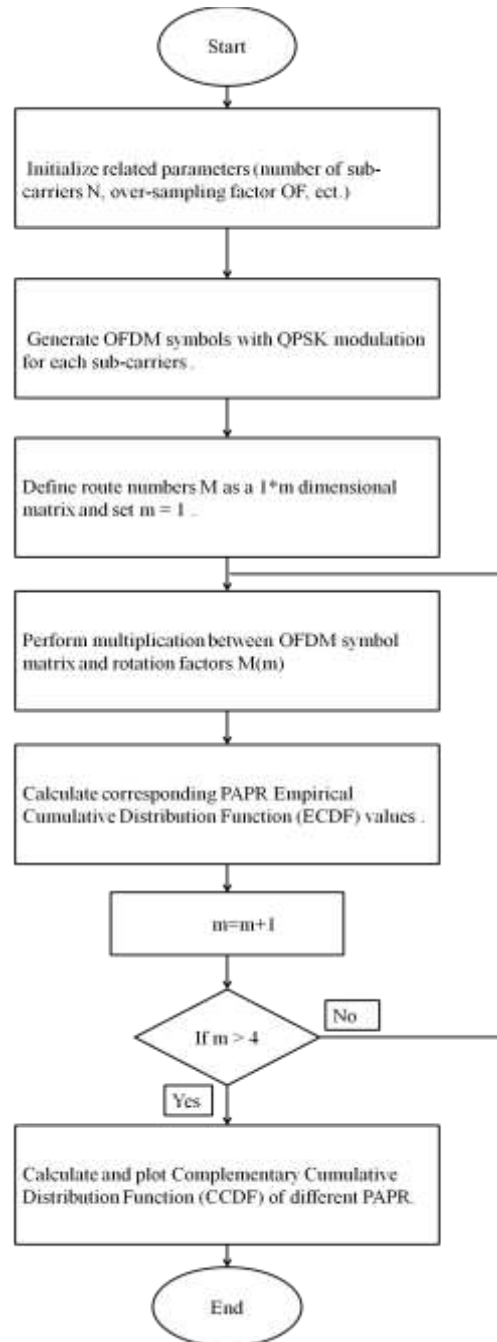 Start
Initialize related parameters (number of sub-
carriers N, over-sampling factor OF, ect.)
Generate OFDM symbols with QPSK modulation
for each sub-carriers .
Define route numbers M as a 1*m dimensional
matrix and set m = 1 .
Perform multiplication between OFDM symbol
matrix and rotation factors M(m)
Calculate corresponding PAPR Empirical
Cumulative Distribution Function (ECDF) values .
m=m+1
If m > 4
No
Yes
Calculate and plot Complementary Cumulative
Distribution Function (CCDF) of different PAPR.
End